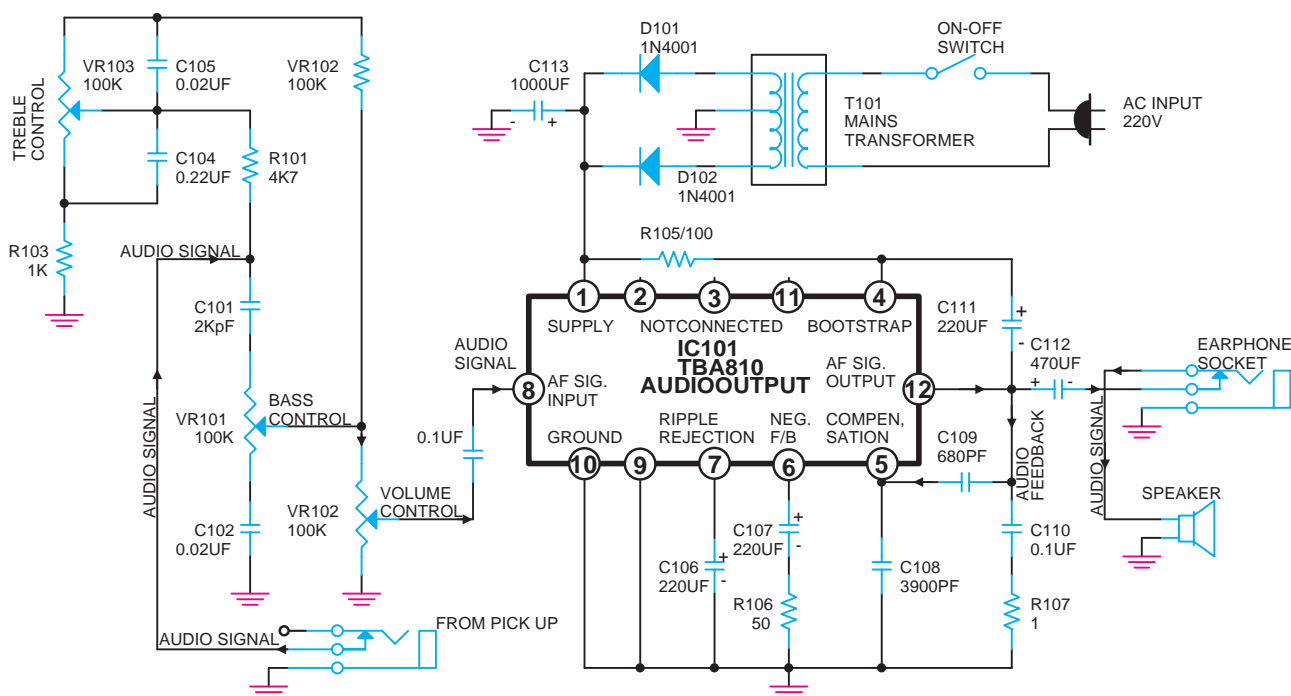 TREBLE
CONTROL
VR103
100K
C105
0.02UF
VR102
100K
C104
0.22UF
R101
4K7
R103
1K
AUDIO SIGNAL
C101
2KpF
VR101
100K
BASS
CONTROL
C102
0.02UF
VR102
100K
VOLUME
CONTROL
AUDIO SIGNAL
AUDIO SIGNAL
FROM PICK UP
0.1UF
AUDIO
SIGNAL
C113
1000UF
-
+
D101
1N4001
D102
1N4001
T101
MAINS
TRANSFORMER
ON-OFF
SWITCH
AC INPUT
220V
R105/100
1
2
3
11
4
SUPPLY
NOTCONNECTED
BOOTSTRAP
IC101
TBA810
AUDIOOUTPUT
8
AF SIG.
INPUT
AF SIG.
OUTPUT
12
GROUND
RIPPLE
REJECTION
NEG.
F/B
COMPEN,
SATION
10
9
7
6
5
C111
220UF
+
-
C112
470UF
+
-
EARPHONE
SOCKET
AUDIO SIGNAL
SPEAKER
C109
680PF
AUDIO
FEEDBACK
C110
0.1UF
R107
1
C108
3900PF
C107
220UF
+
-
R106
50
C106
220UF
+
-